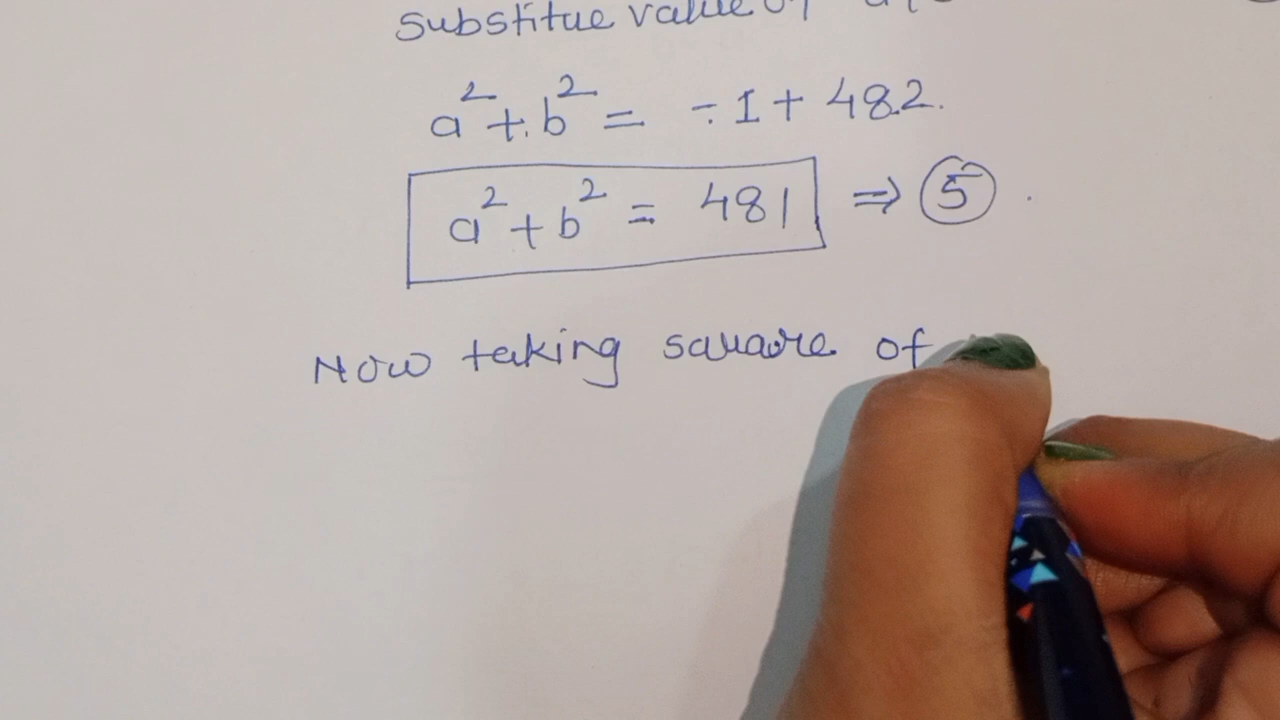 substitue value of
a² + b² = -1 + 482.
a² + b² = 481 ⇒ 5
Now taking square of